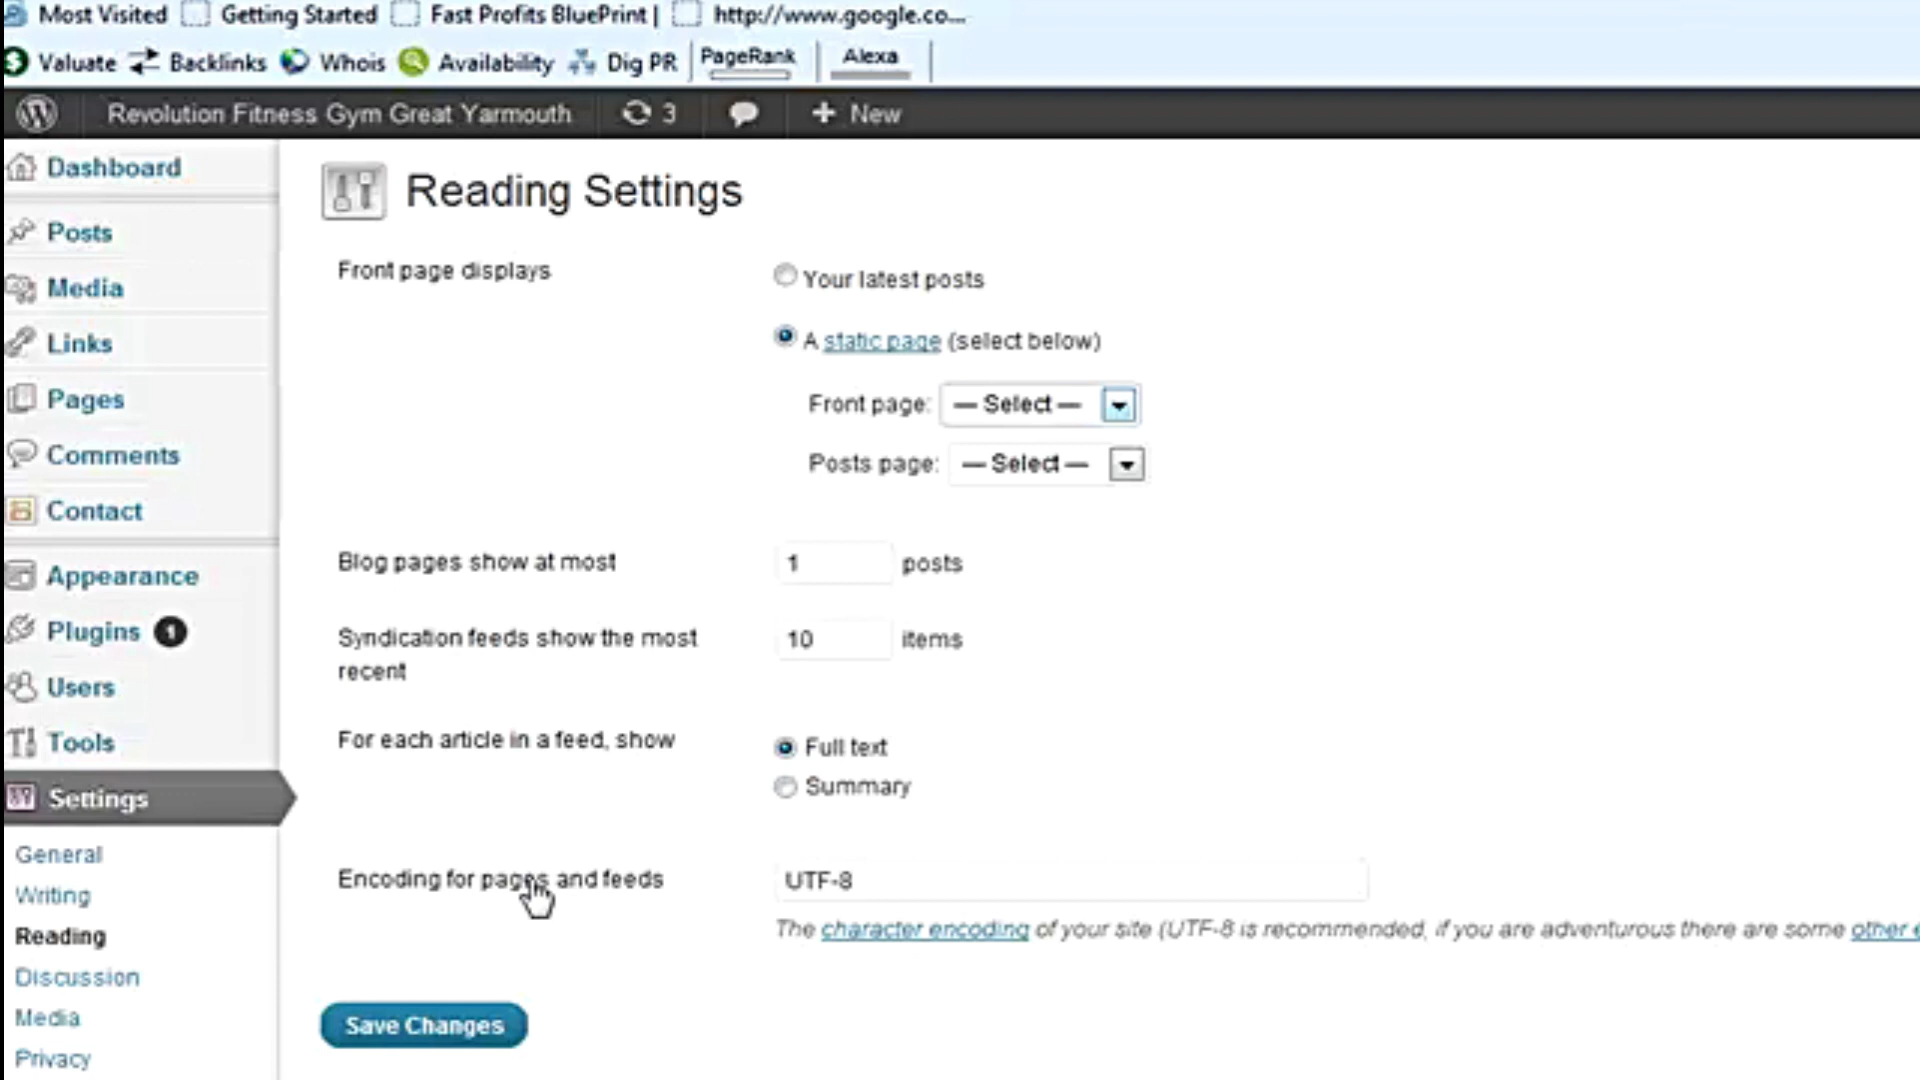 Most Visited Getting Started Fast Profits BluePrint | http://www.google.co...
Valuate Backlinks Whois Availability Dig PR PageRank Alexa
Revolution Fitness Gym Great Yarmouth 3 + New
Dashboard
Posts
Media
Links
Pages
Comments
Contact
Appearance
Plugins 1
Users
Tools
Settings
General
Writing
Reading
Discussion
Media
Privacy
Reading Settings
Front page displays
Your latest posts
A static page (select below)
Front page: — Select —
Posts page: — Select —
Blog pages show at most 1 posts
Syndication feeds show the most
recent
10 items
For each article in a feed, show
Full text
Summary
Encoding for pages and feeds UTF-8
The character encoding of your site (UTF-8 is recommended, if you are adventurous there are some other
Save Changes